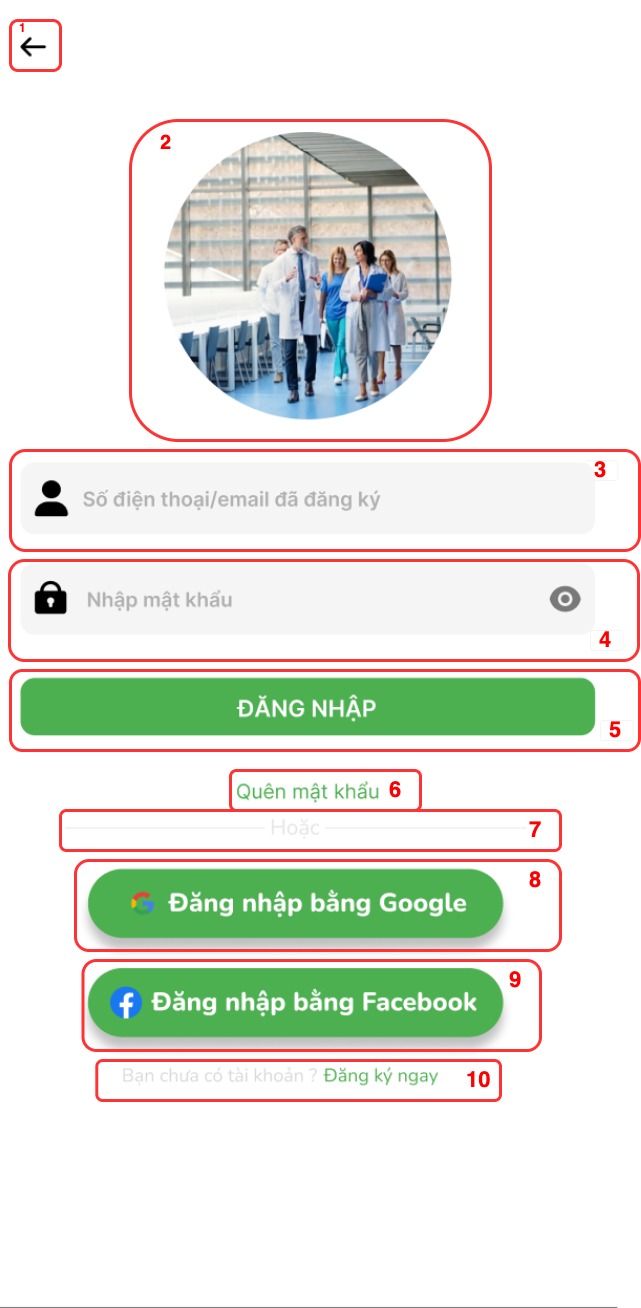 1
2
3
Số điện thoại/email đã đăng ký
Nhập mật khẩu
4
ĐĂNG NHẬP
5
Quên mật khẩu 6
Hoặc 7
8
Đăng nhập bằng Google
9
Đăng nhập bằng Facebook
Bạn chưa có tài khoản ? Đăng ký ngay 10